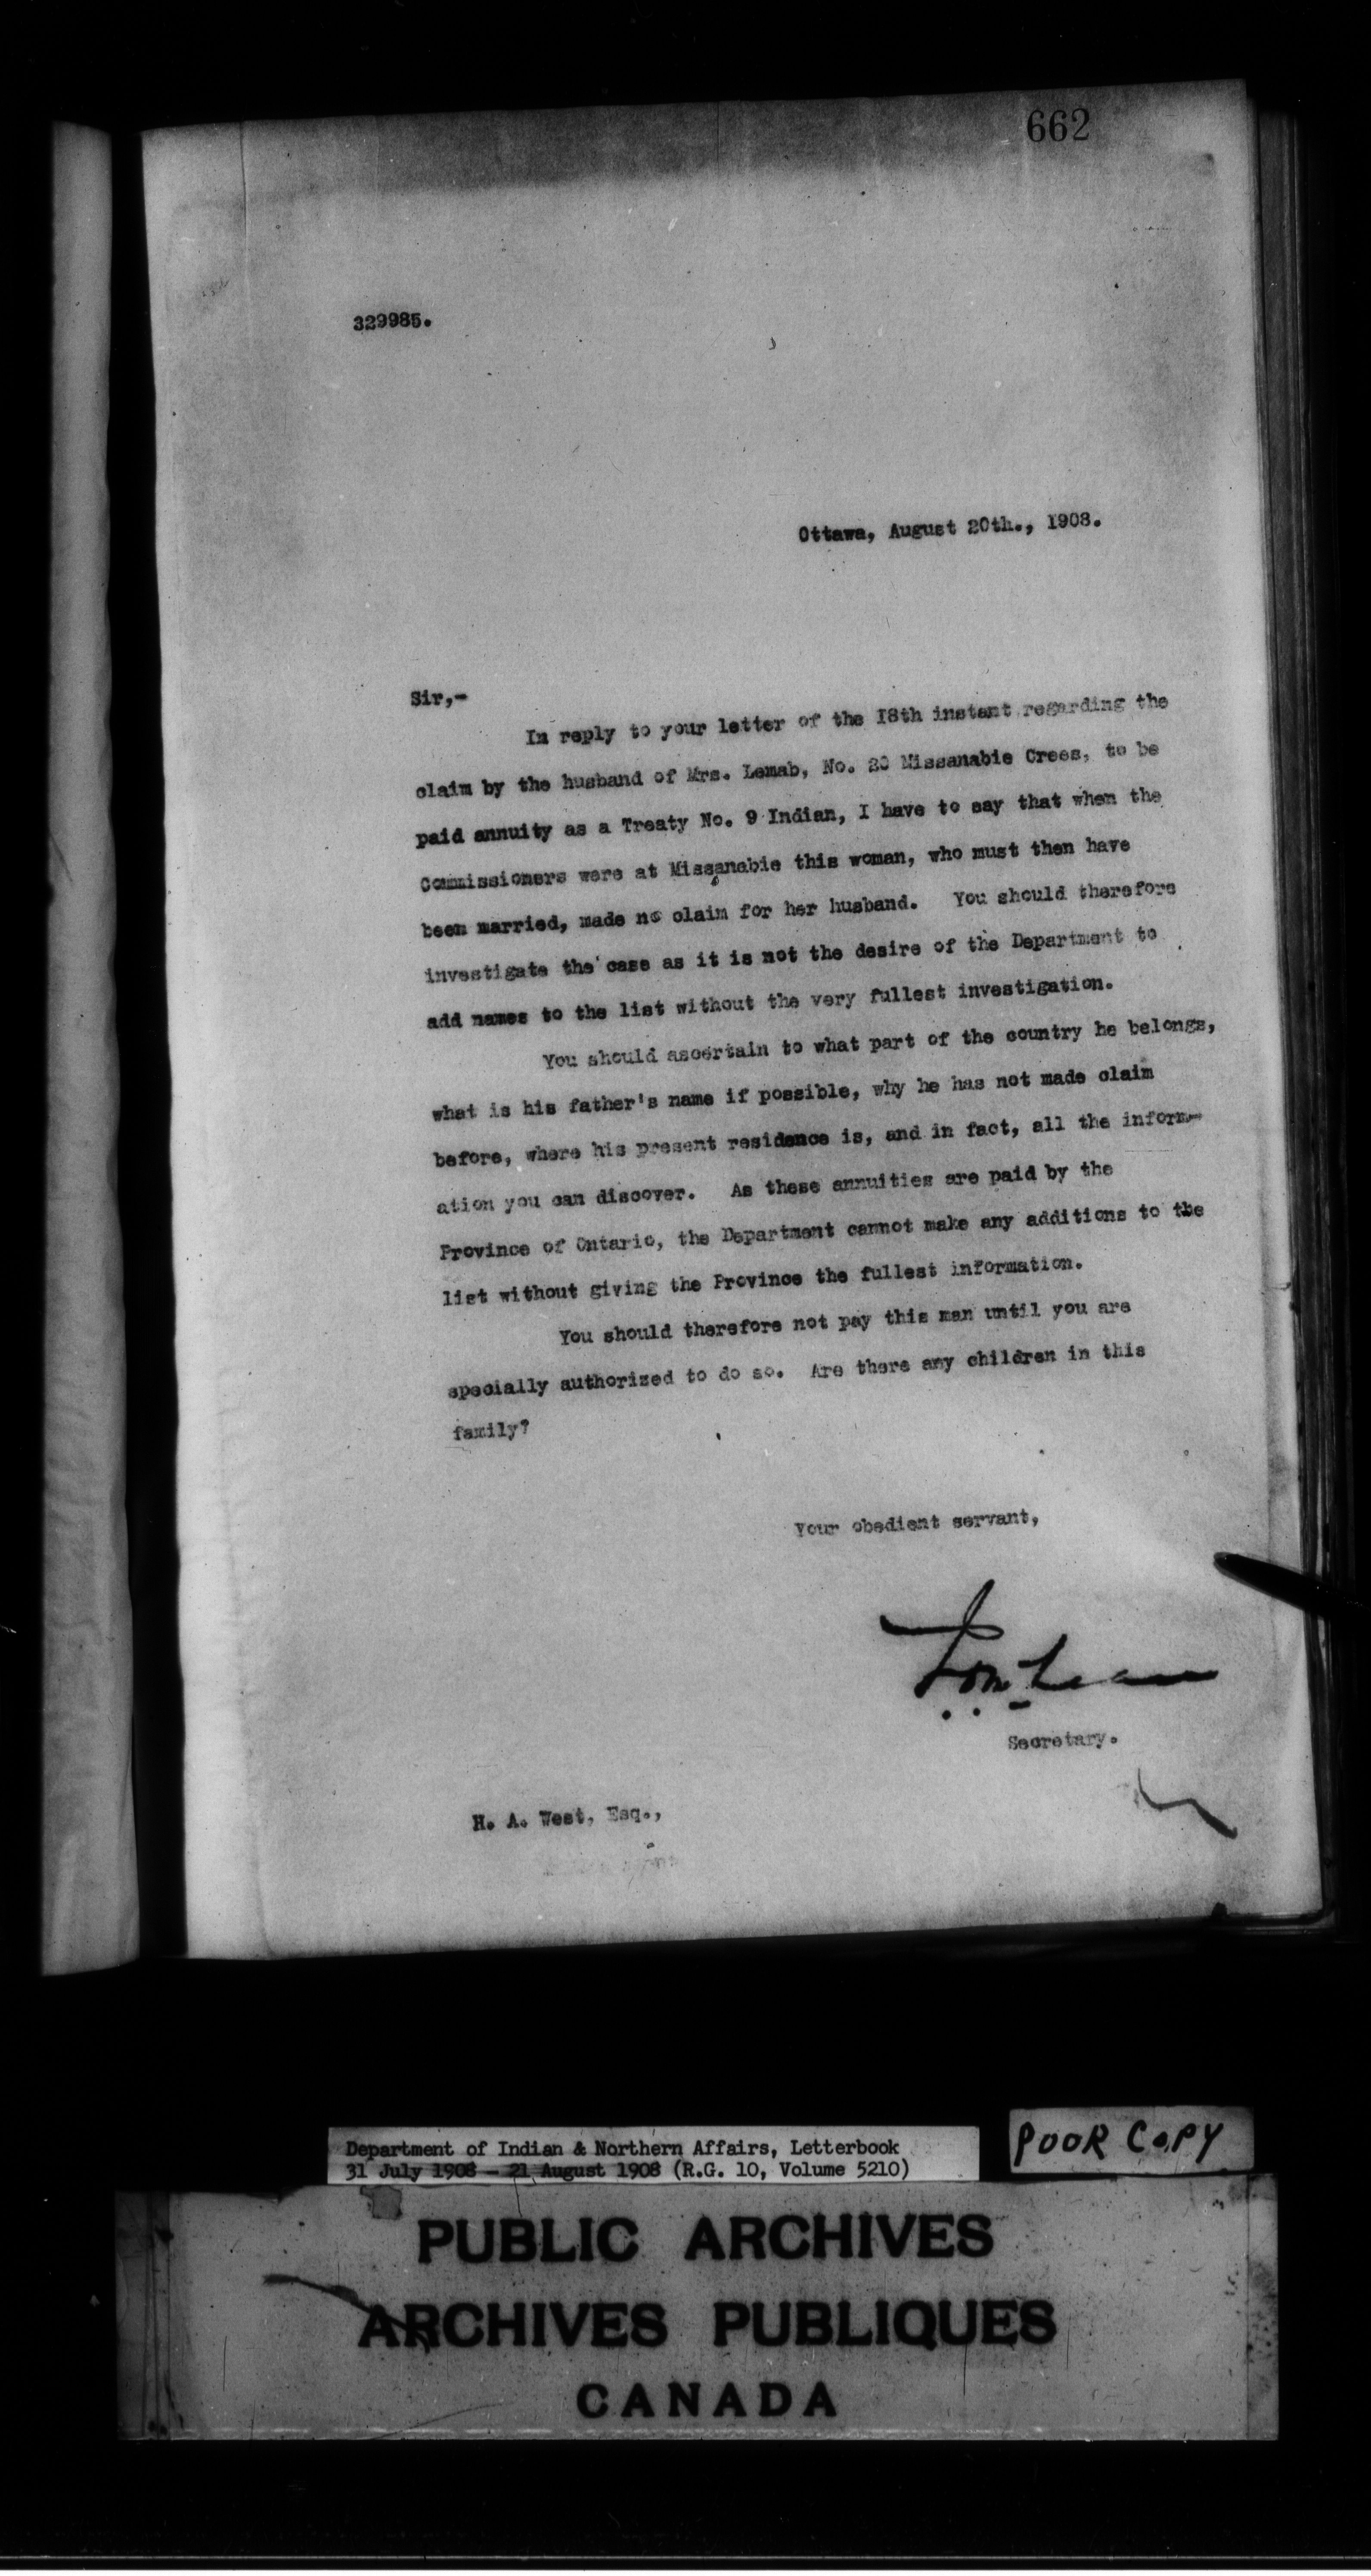 662
329985.
Ottawa, August 20th., 1908.
Sir,-
In reply to your letter of the 18th instant regarding the
claim by the husband of Mrs. Lemab, No. 20 Missanabie Crees, to be
paid annuity as a Treaty No. 9 Indian, I have to say that when the
Commissioners were at Missanabie this woman, who must then have
been married, made no claim for her husband. You should therefore
investigate the case as it is not the desire of the Department to
add names to the list without the very fullest investigation.
You should ascertain to what part of the country he belongs,
what is his father's name if possible, why he has not made claim
before, where his present residence is, and in fact, all the inform-
ation you can discover. As these annuities are paid by the
Province of Ontario, the Department cannot make any additions to the
list without giving the Province the fullest information.
You should therefore not pay this man until you are
specially authorized to do so. Are there any children in this
family?
Your obedient servant,
Secretary.
H. A. West, Esq.,
Department of Indian & Northern Affairs, Letterbook
31 July 1908 - 21 August 1908 (R.G. 10, Volume 5210)
POOR COPY
PUBLIC ARCHIVES
ARCHIVES PUBLIQUES
CANADA